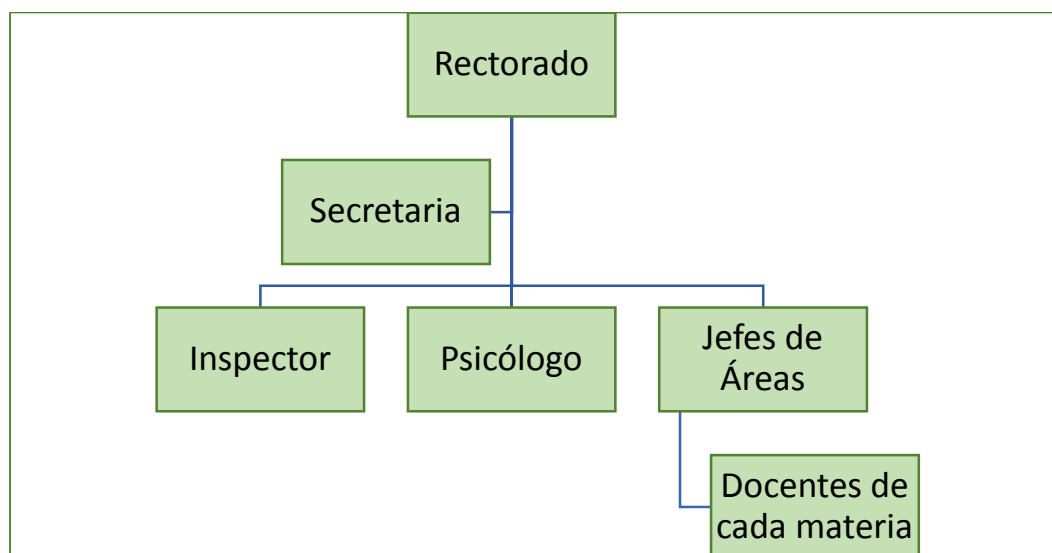 Rectorado
Secretaria
Inspector
Psicólogo
Jefes de
Áreas
Docentes de
cada materia